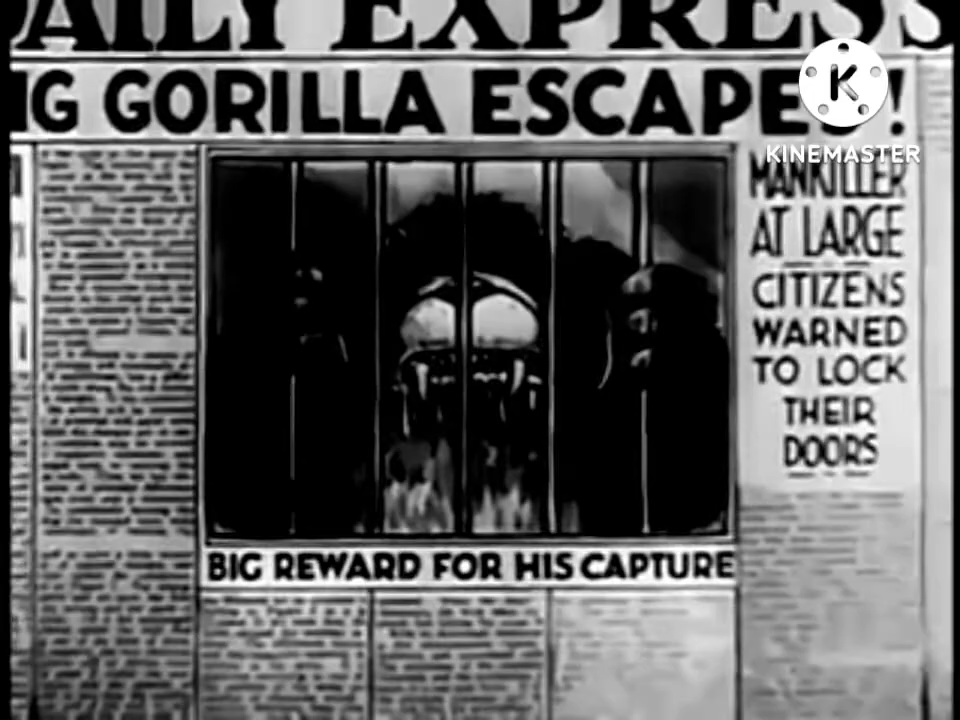 AILY EXPRESS
G GORILLA ESCAPES!
K
KINEMASTER
MANKILLER
AT LARGE
CITIZENS
WARNED
TO LOCK
THEIR
DOORS
BIG REWARD FOR HIS CAPTURE